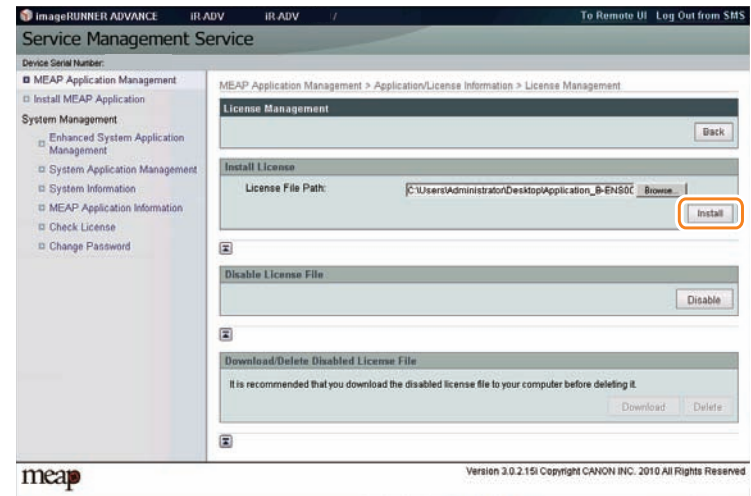 imageRUNNER ADVANCE iR-ADV iR-ADV / To Remote UI Log Out from SMS
Service Management Service
Device Serial Number:
MEAP Application Management
Install MEAP Application
System Management
Enhanced System Application
Management
System Application Management
System Information
MEAP Application Information
Check License
Change Password
MEAP Application Management > Application/License Information > License Management
License Management
Back
Install License
License File Path: C:\Users\Administrator\Desktop\Application_B-ENS0C Browse...
Install
Disable License File
Disable
Download/Delete Disabled License File
It is recommended that you download the disabled license file to your computer before deleting it.
Download Delete
meap
Version 3.0.2.15i Copyright CANON INC. 2010 All Rights Reserved